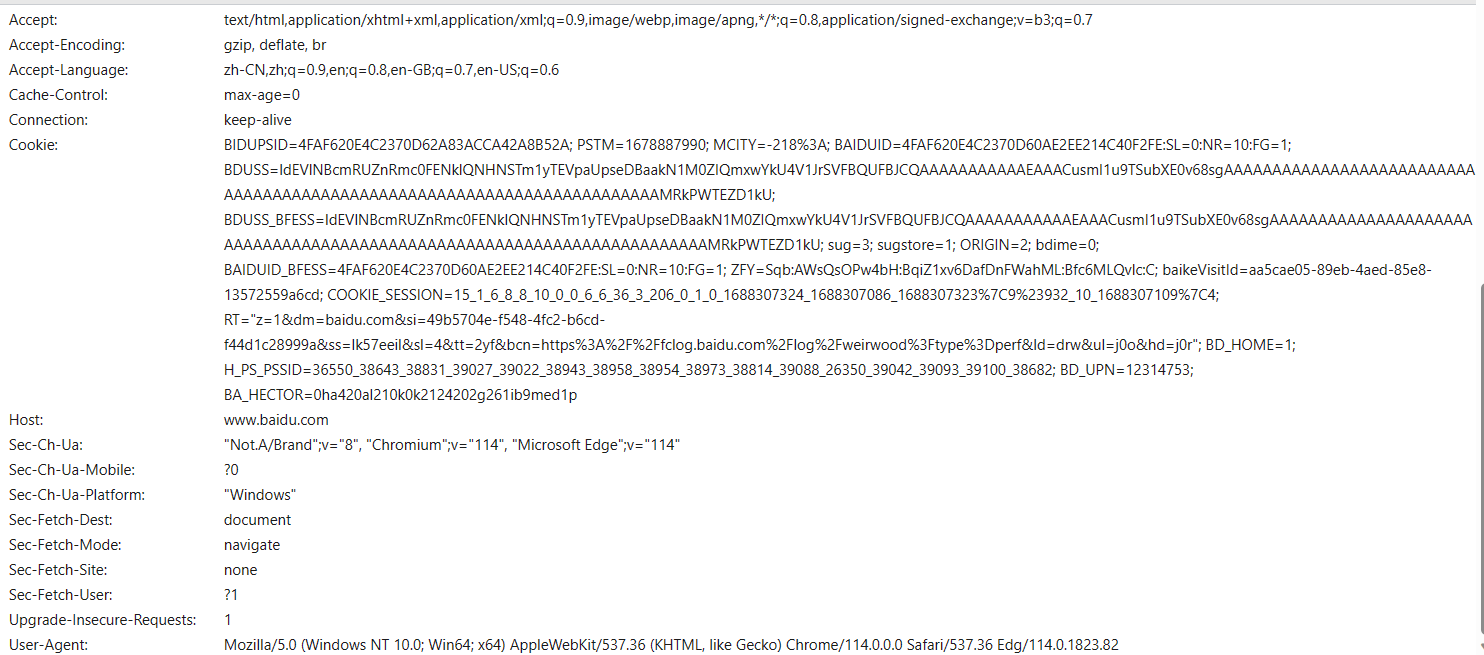 Accept: text/html,application/xhtml+xml,application/xml;q=0.9,image/webp,image/apng,*/*;q=0.8,application/signed-exchange;v=b3;q=0.7
Accept-Encoding: gzip, deflate, br
Accept-Language: zh-CN,zh;q=0.9,en;q=0.8,en-GB;q=0.7,en-US;q=0.6
Cache-Control: max-age=0
Connection: keep-alive
Cookie: BIDUPSID=4FAF620E4C2370D62A83ACCA42A8B52A; PSTM=1678887990; MCITY=-218%3A; BAIDUID=4FAF620E4C2370D60AE2EE214C40F2FE:SL=0:NR=10:FG=1;
sug=3; sugstore=1; ORIGIN=2; bdime=0;
BAIDUID_BFESS=4FAF620E4C2370D60AE2EE214C40F2FE:SL=0:NR=10:FG=1; baikeVisitId=aa5cae05-89eb-4aed-85e8-
13572559a6cd; COOKIE_SESSION=15_1_6_8_8_10_0_0_6_6_36_3_206_0_1_0_1688307324_1688307086_1688307323%7C9%23932_10_1688307109%7C4;
RT="z=1&dm=baidu.com&si=49b5704e-f548-4fc2-b6cd-
f44d1c28999a&ss=lk57eeil&sl=4&tt=2yf&bcn=https%3A%2F%2Ffclog.baidu.com%2Flog%2Fweirwood%3Ftype%3Dperf&ld=drw&ul=j0o&hd=j0r"; BD_HOME=1;
H_PS_PSSID=36550_38643_38831_39027_39022_38943_38958_38954_38973_38814_39088_26350_39042_39093_39100_38682; BD_UPN=12314753;
BA_HECTOR=0ha420al210k0k2124202g261ib9med1p
Host: www.baidu.com
Sec-Ch-Ua: "Not.A/Brand";v="8", "Chromium";v="114", "Microsoft Edge";v="114"
Sec-Ch-Ua-Mobile: ?0
Sec-Ch-Ua-Platform: "Windows"
Sec-Fetch-Dest: document
Sec-Fetch-Mode: navigate
Sec-Fetch-Site: none
Sec-Fetch-User: ?1
Upgrade-Insecure-Requests: 1
User-Agent: Mozilla/5.0 (Windows NT 10.0; Win64; x64) AppleWebKit/537.36 (KHTML, like Gecko) Chrome/114.0.0.0 Safari/537.36 Edg/114.0.1823.82